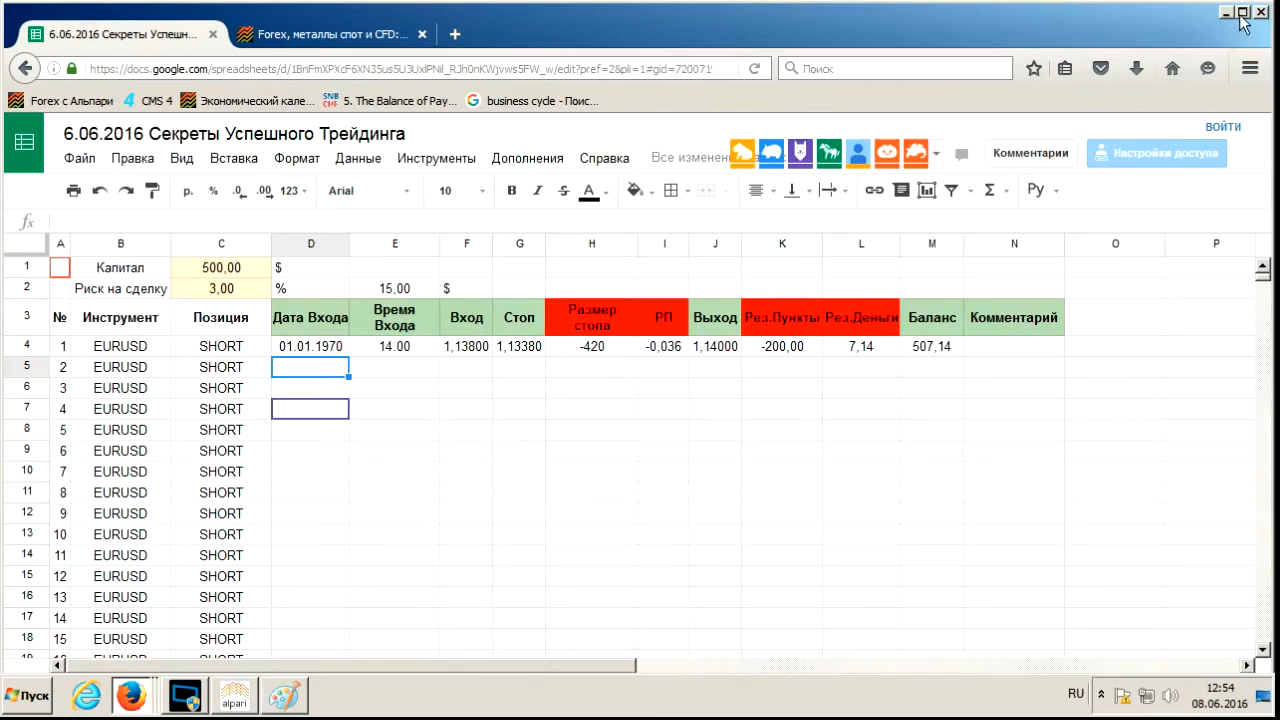 6.06.2016 Секреты Успешн...
Forex, металлы спот и CFD:...
https://docs.google.com/spreadsheets/d/
Поиск
Forex с Альпари
CMS 4
Экономический кале...
SNB
5. The Balance of Pay...
business cycle - Поис...
6.06.2016 Секреты Успешного Трейдинга
ВОЙТИ
Файл Правка Вид Вставка Формат Данные Инструменты Дополнения Справка
Все измене
Комментарии
Настройки доступа
р. % .0 .00 123 Arial 10 B I S A Σ Ру
fx
A B C D E F G H I J K L M N O P
1 Капитал 500,00 $
2 Риск на сделку 3,00 % 15,00 $
3 № Инструмент Позиция Дата Входа Время Входа Вход Стоп Размер стопа РП Выход Рез.Пункты Рез.Деньги Баланс Комментарий
4 1 EURUSD SHORT 01.01.1970 14.00 1,13800 1,13380 -420 -0,036 1,14000 -200,00 7,14 507,14
5 2 EURUSD SHORT
6 3 EURUSD SHORT
7 4 EURUSD SHORT
8 5 EURUSD SHORT
9 6 EURUSD SHORT
10 7 EURUSD SHORT
11 8 EURUSD SHORT
12 9 EURUSD SHORT
13 10 EURUSD SHORT
14 11 EURUSD SHORT
15 12 EURUSD SHORT
16 13 EURUSD SHORT
17 14 EURUSD SHORT
18 15 EURUSD SHORT
EURUSD SHORT
Пуск
alpari
RU
12:54
08.06.2016